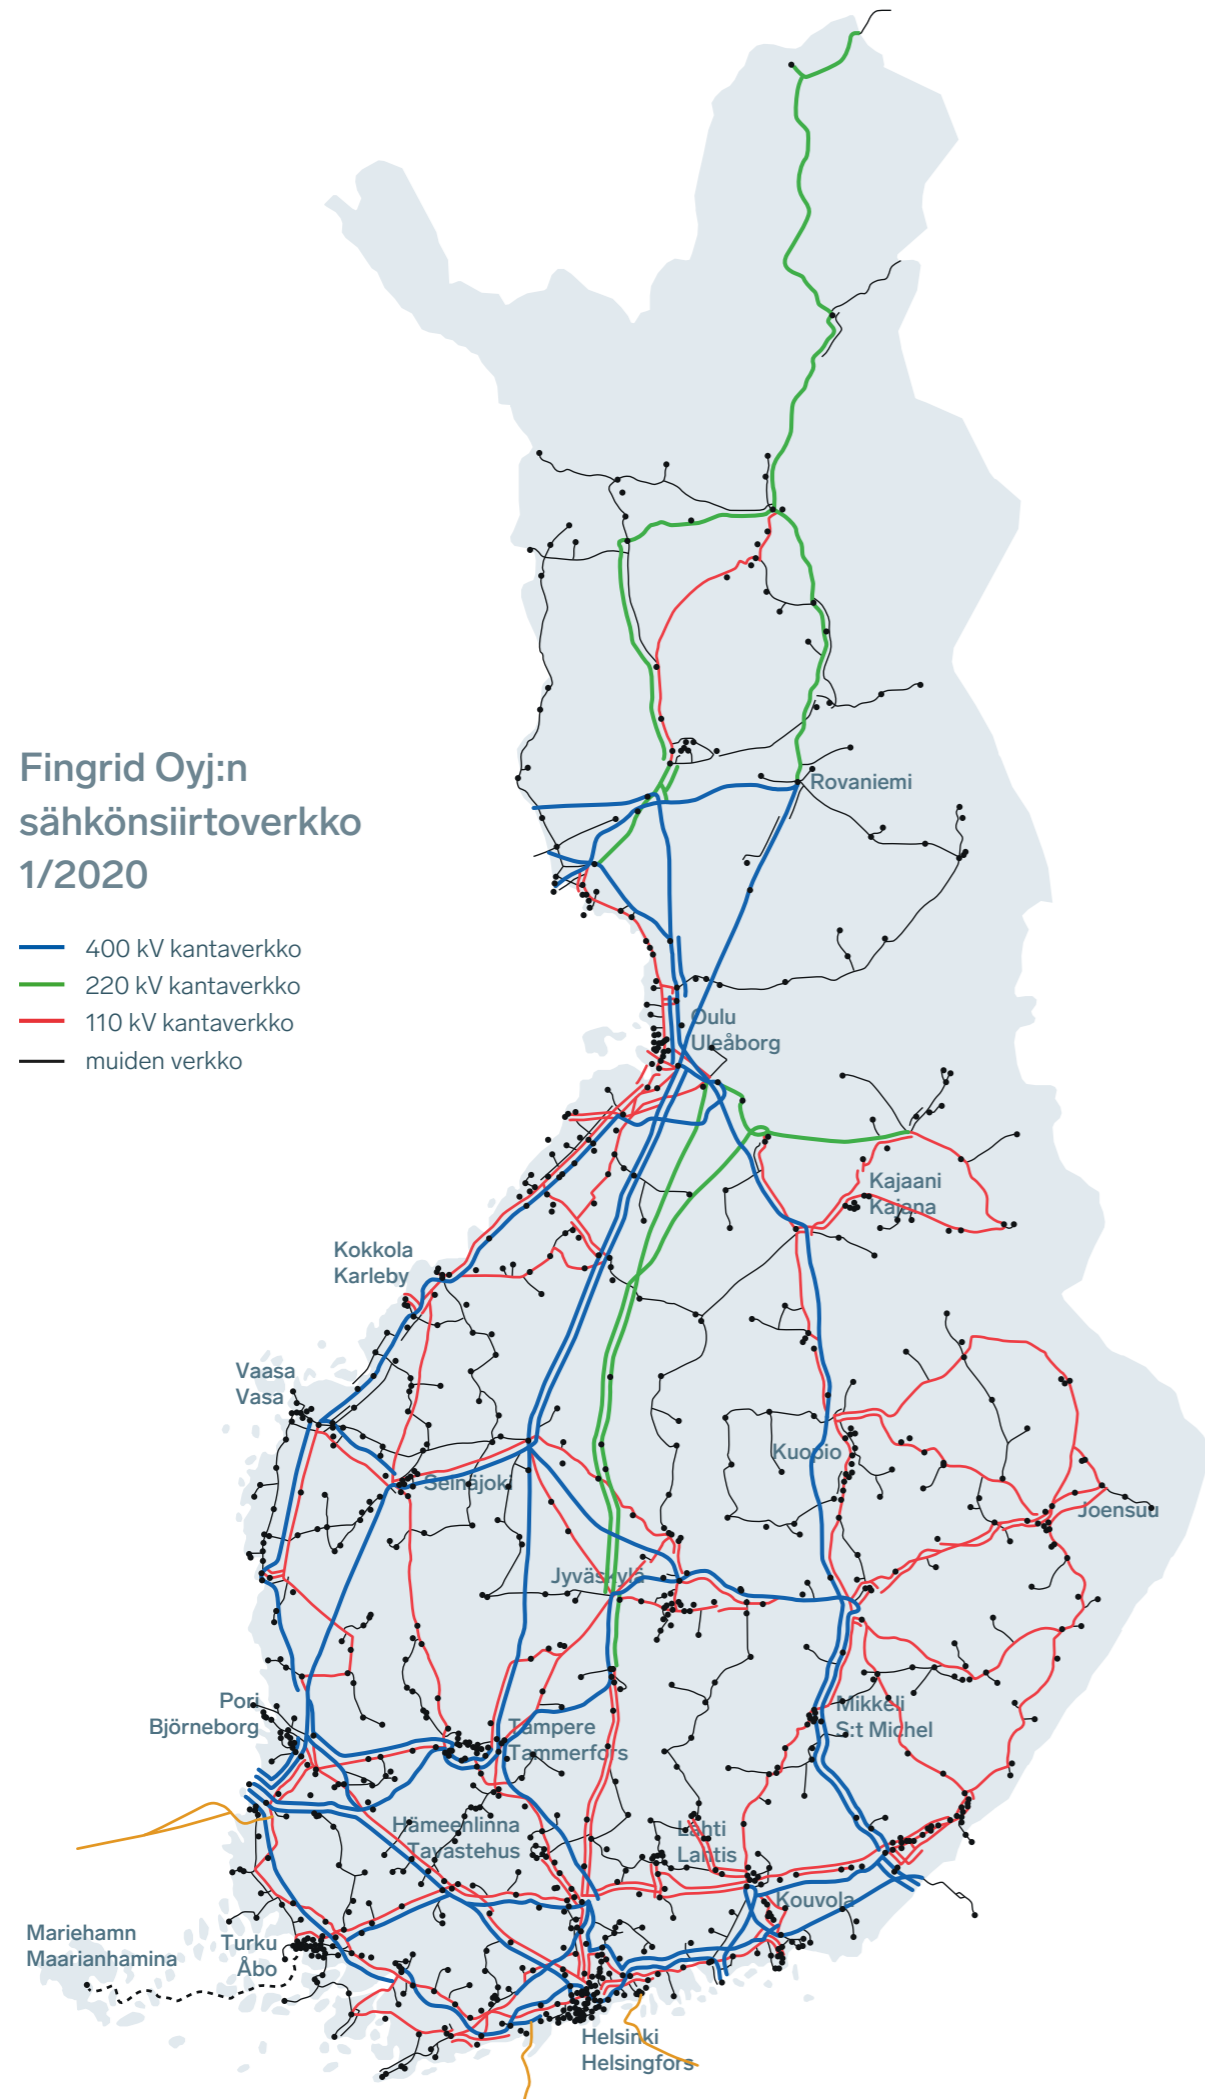 Fingrid Oyj:n
sähkönsiirtoverkko
1/2020
400 kV kantaverkko
220 kV kantaverkko
110 kV kantaverkko
muiden verkko
Rovaniemi
Oulu
Uleåborg
Kajaani
Kajana
Kokkola
Karleby
Vaasa
Vasa
Kuopio
Seinäjoki
Joensuu
Jyväskylä
Pori
Björneborg
Mikkeli
S:t Michel
Tampere
Tammerfors
Hämeenlinna
Tavastehus
Lahti
Lahtis
Kouvola
Mariehamn
Maarianhamina
Turku
Åbo
Helsinki
Helsingfors